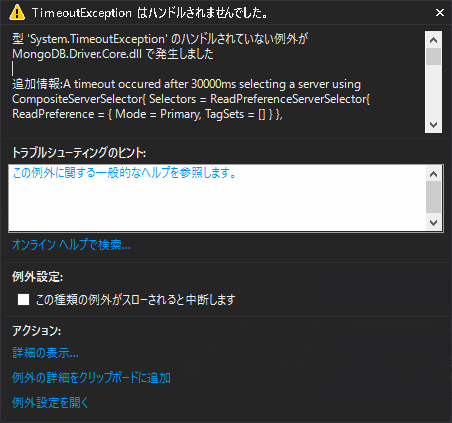 TimeoutException はハンドルされませんでした。
型 'System.TimeoutException' のハンドルされていない例外が
MongoDB.Driver.Core.dll で発生しました
追加情報:A timeout occured after 30000ms selecting a server using
CompositeServerSelector{ Selectors = ReadPreferenceServerSelector{
ReadPreference = { Mode = Primary, TagSets = [] } },
トラブルシューティングのヒント:
この例外に関する一般的なヘルプを参照します。
オンライン ヘルプで検索...
例外設定:
この種類の例外がスローされると中断します
アクション:
詳細の表示...
例外の詳細をクリップボードに追加
例外設定を開く